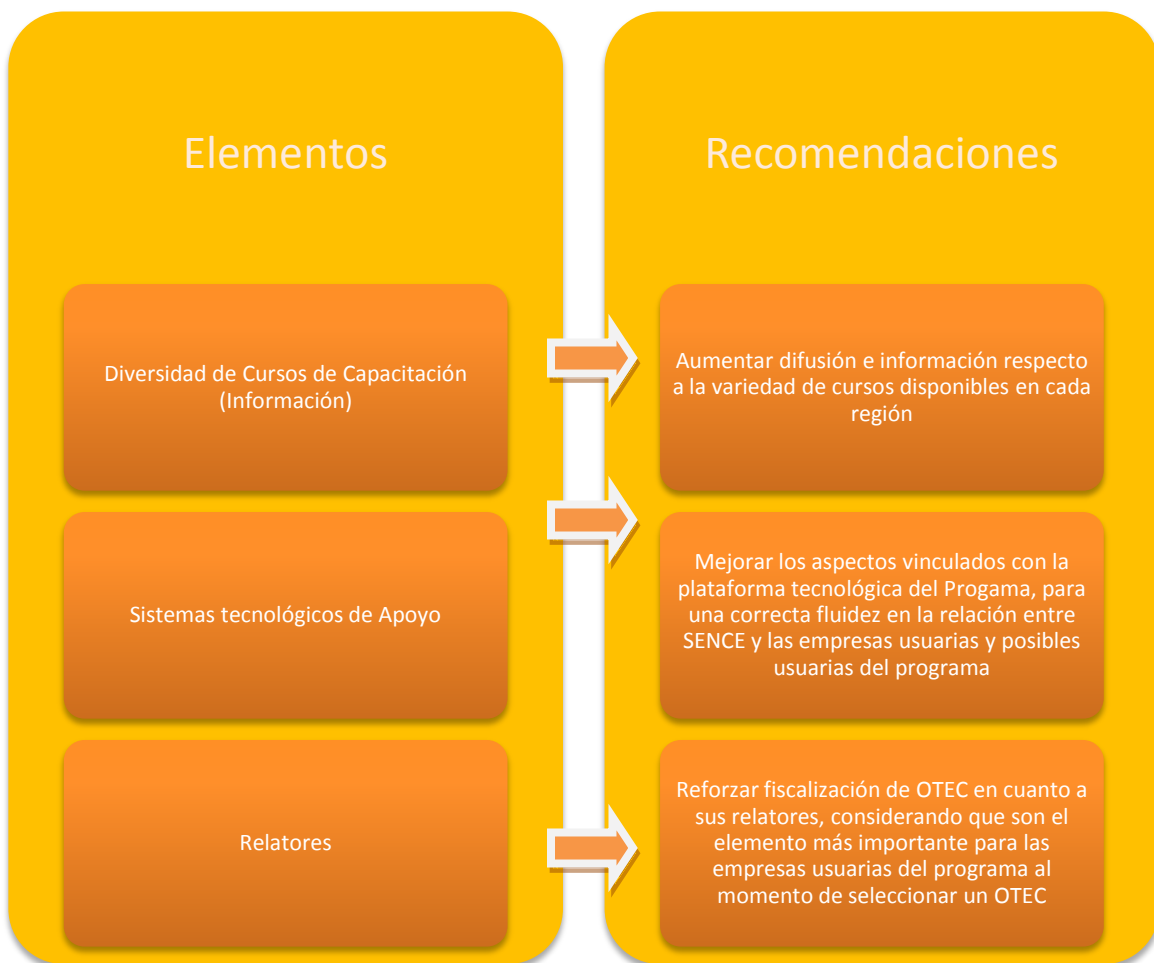 Elementos
Recomendaciones
Diversidad de Cursos de Capacitación
(Información)
Aumentar difusión e información respecto
a la variedad de cursos disponibles en cada
región
Sistemas tecnológicos de Apoyo
Mejorar los aspectos vinculados con la
plataforma tecnológica del Progama, para
una correcta fluidez en la relación entre
SENCE y las empresas usuarias y posibles
usuarias del programa
Relatores
Reforzar fiscalización de OTEC en cuanto a
sus relatores, considerando que son el
elemento más importante para las
empresas usuarias del programa al
momento de seleccionar un OTEC